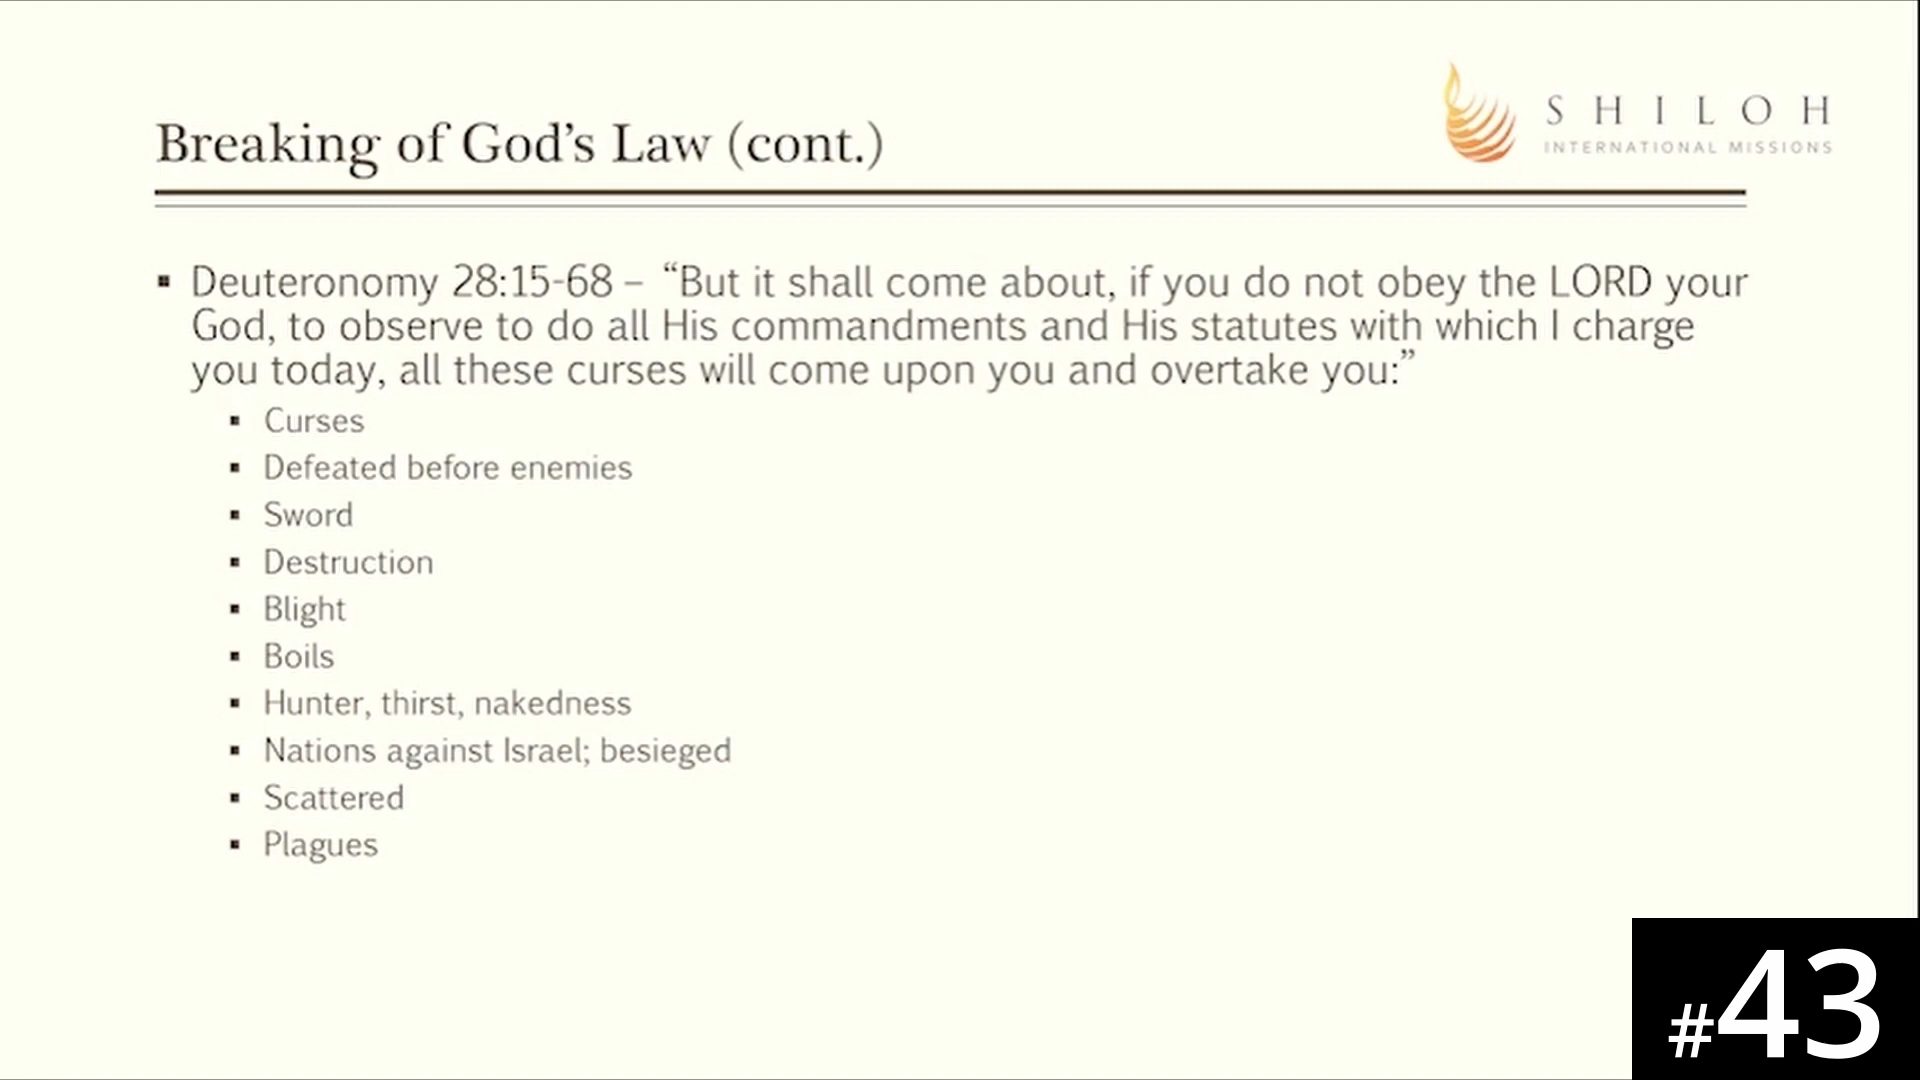 SHILOH
INTERNATIONAL MISSIONS
Breaking of God’s Law (cont.)
▪ Deuteronomy 28:15-68 – “But it shall come about, if you do not obey the LORD your
God, to observe to do all His commandments and His statutes with which I charge
you today, all these curses will come upon you and overtake you:”
▪ Curses
▪ Defeated before enemies
▪ Sword
▪ Destruction
▪ Blight
▪ Boils
▪ Hunter, thirst, nakedness
▪ Nations against Israel; besieged
▪ Scattered
▪ Plagues
#43